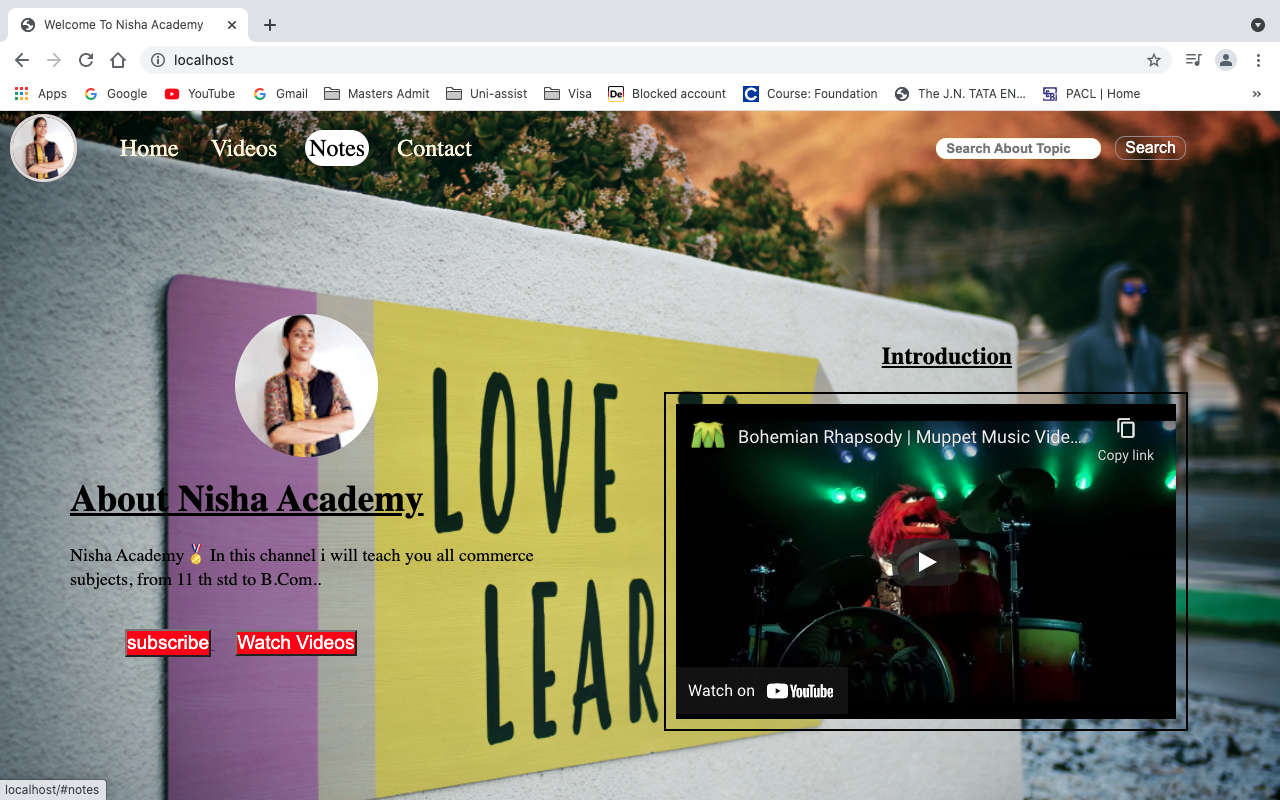 Welcome To Nisha Academy
localhost
Apps Google YouTube Gmail Masters Admit Uni-assist Visa De Blocked account C Course: Foundation The J.N. TATA EN... PACL | Home »
Home Videos Notes Contact Search About Topic Search
LOVE TO
LEAR
Introduction
Bohemian Rhapsody | Muppet Music Vide...
Copy link
About Nisha Academy
Nisha Academy🏅 In this channel i will teach you all commerce
subjects, from 11 th std to B.Com..
subscribe Watch Videos
Watch on YouTube
localhost/#notes